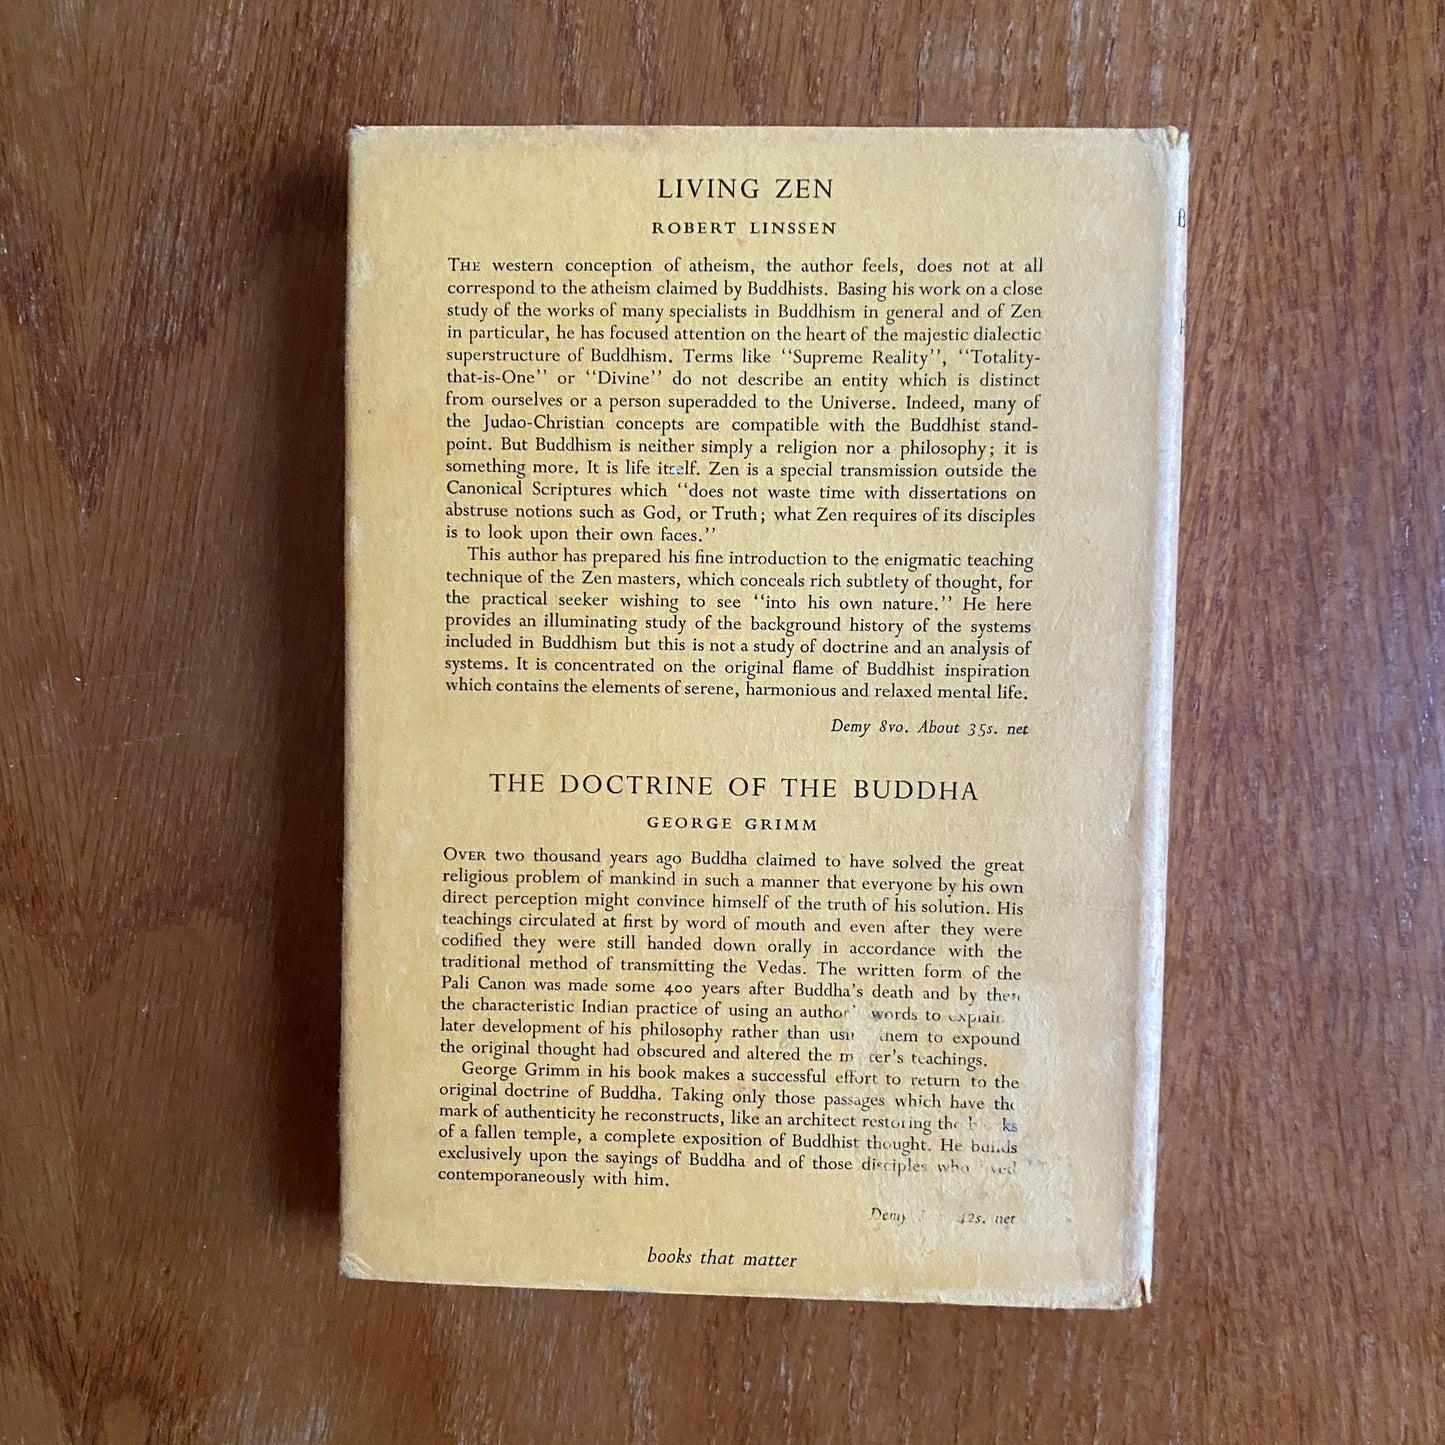 LIVING ZEN
ROBERT LINSSEN
THE western conception of atheism, the author feels, does not at all
correspond to the atheism claimed by Buddhists. Basing his work on a close
study of the works of many specialists in Buddhism in general and of Zen
in particular, he has focused attention on the heart of the majestic dialectic
superstructure of Buddhism. Terms like ‘‘Supreme Reality’’, ‘‘Totality-
that-is-One’’ or ‘‘Divine’’ do not describe an entity which is distinct
from ourselves or a person superadded to the Universe. Indeed, many of
the Judao-Christian concepts are compatible with the Buddhist stand-
point. But Buddhism is neither simply a religion nor a philosophy; it is
something more. It is life itself. Zen is a special transmission outside the
Canonical Scriptures which ‘‘does not waste time with dissertations on
abstruse notions such as God, or Truth; what Zen requires of its disciples
is to look upon their own faces.’’
This author has prepared his fine introduction to the enigmatic teaching
technique of the Zen masters, which conceals rich subtlety of thought, for
the practical seeker wishing to see ‘‘into his own nature.’’ He here
provides an illuminating study of the background history of the systems
included in Buddhism but this is not a study of doctrine and an analysis of
systems. It is concentrated on the original flame of Buddhist inspiration
which contains the elements of serene, harmonious and relaxed mental life.
Demy 8vo. About 35s. net
THE DOCTRINE OF THE BUDDHA
GEORGE GRIMM
OVER two thousand years ago Buddha claimed to have solved the great
religious problem of mankind in such a manner that everyone by his own
direct perception might convince himself of the truth of his solution. His
teachings circulated at first by word of mouth and even after they were
codified they were still handed down orally in accordance with the
traditional method of transmitting the Vedas. The written form of the
Pali Canon was made some 400 years after Buddha's death and by then
the characteristic Indian practice of using an author' words to explain
later development of his philosophy rather than using them to expound
the original thought had obscured and altered the master's teachings.
George Grimm in his book makes a successful effort to return to the
original doctrine of Buddha. Taking only those passages which have the
mark of authenticity he reconstructs, like an architect restoring the
of a fallen temple, a complete exposition of Buddhist thought. He builds
exclusively upon the sayings of Buddha and of those disciples who lived
contemporaneously with him.
Demy 42s. net
books that matter